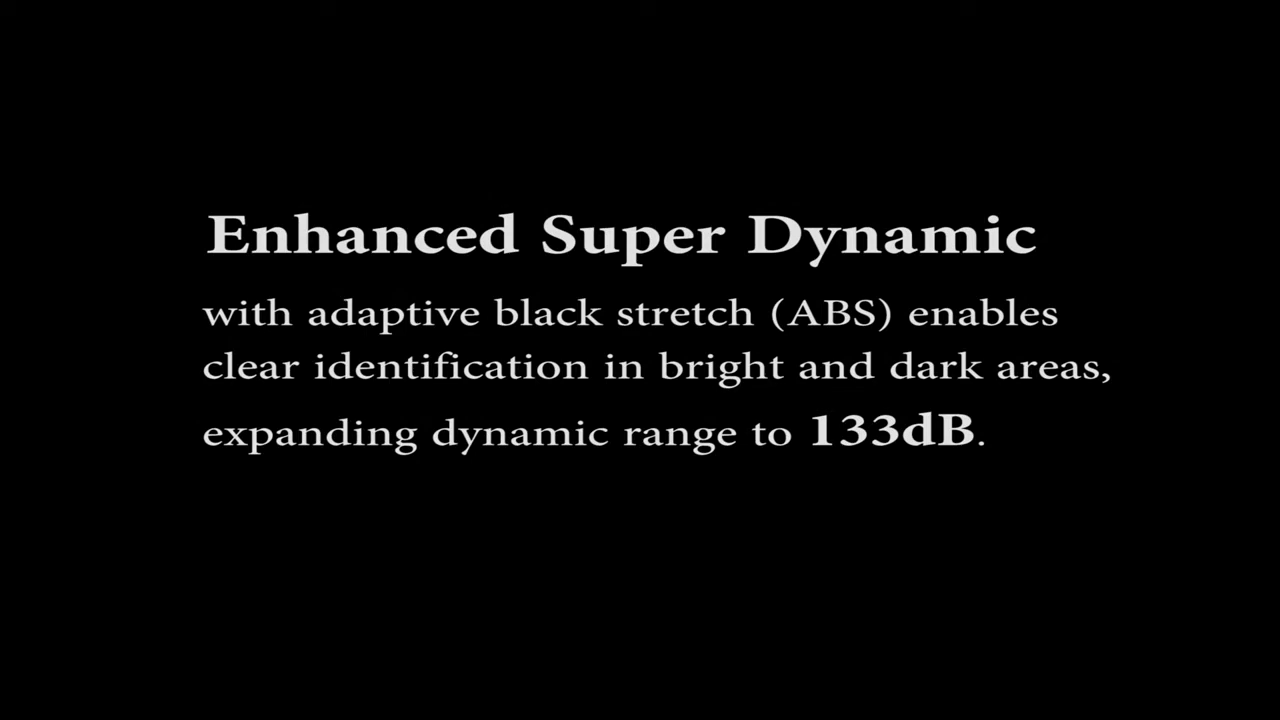 Enhanced Super Dynamic
with adaptive black stretch (ABS) enables
clear identification in bright and dark areas,
expanding dynamic range to 133dB.